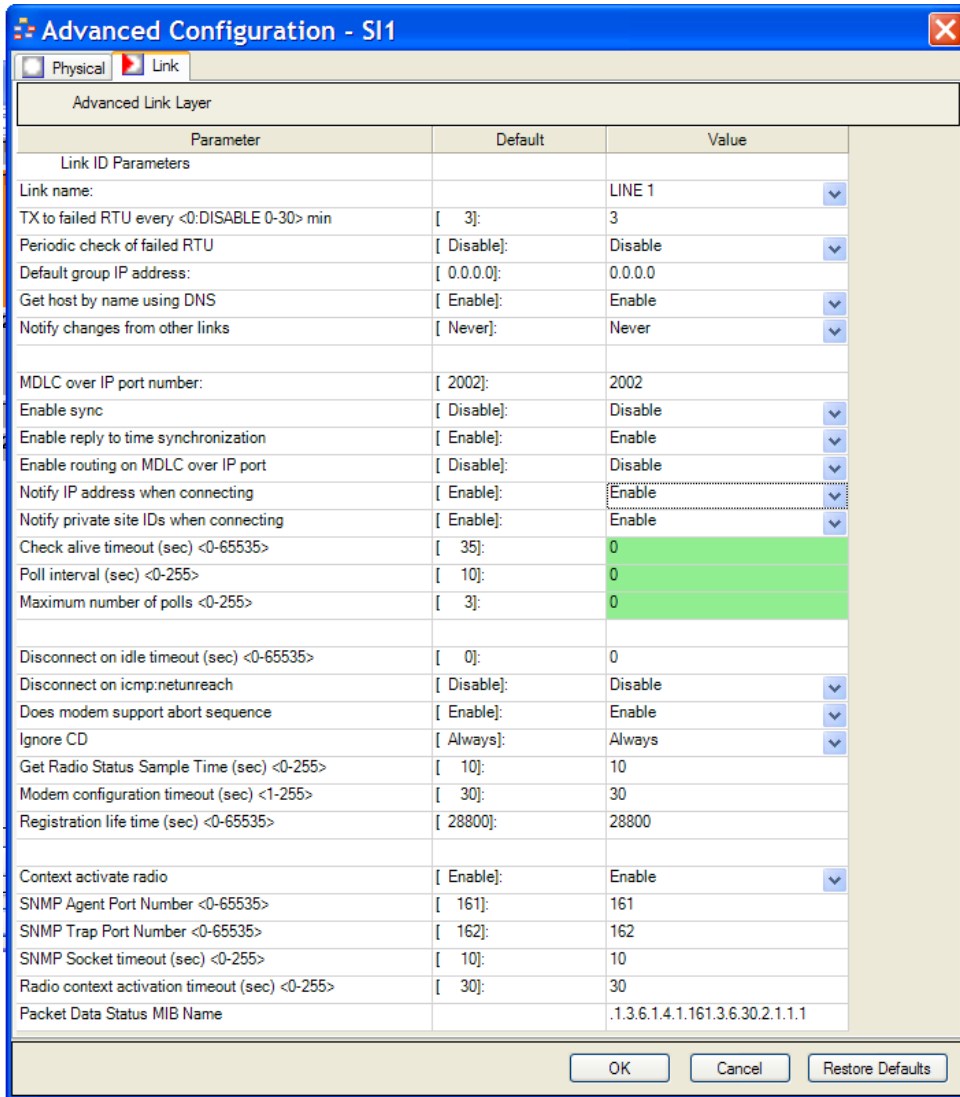 Advanced Configuration - SI1
Physical Link
Advanced Link Layer
Parameter Default Value
Link ID Parameters
Link name: LINE 1
TX to failed RTU every <0:DISABLE 0-30> min [ 3]: 3
Periodic check of failed RTU [ Disable]: Disable
Default group IP address: [ 0.0.0.0]: 0.0.0.0
Get host by name using DNS [ Enable]: Enable
Notify changes from other links [ Never]: Never
MDLC over IP port number: [ 2002]: 2002
Enable sync [ Disable]: Disable
Enable reply to time synchronization [ Enable]: Enable
Enable routing on MDLC over IP port [ Disable]: Disable
Notify IP address when connecting [ Enable]: Enable
Notify private site IDs when connecting [ Enable]: Enable
Check alive timeout (sec) <0-65535> [ 35]: 0
Poll interval (sec) <0-255> [ 10]: 0
Maximum number of polls <0-255> [ 3]: 0
Disconnect on idle timeout (sec) <0-65535> [ 0]: 0
Disconnect on icmp:netunreach [ Disable]: Disable
Does modem support abort sequence [ Enable]: Enable
Ignore CD [ Always]: Always
Get Radio Status Sample Time (sec) <0-255> [ 10]: 10
Modem configuration timeout (sec) <1-255> [ 30]: 30
Registration life time (sec) <0-65535> [ 28800]: 28800
Context activate radio [ Enable]: Enable
SNMP Agent Port Number <0-65535> [ 161]: 161
SNMP Trap Port Number <0-65535> [ 162]: 162
SNMP Socket timeout (sec) <0-255> [ 10]: 10
Radio context activation timeout (sec) <0-255> [ 30]: 30
Packet Data Status MIB Name .1.3.6.1.4.1.161.3.6.30.2.1.1.1
OK Cancel Restore Defaults